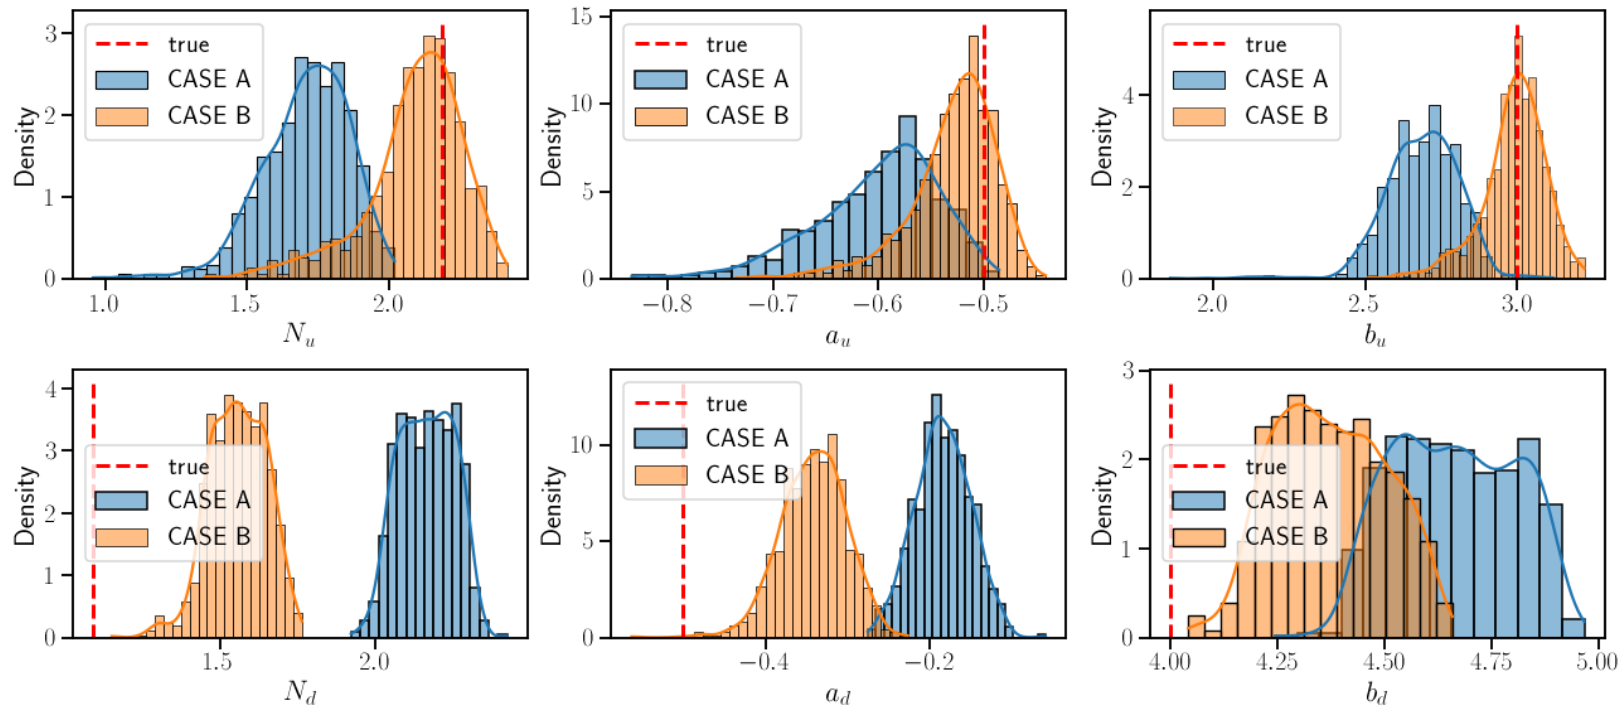 true
CASE A
CASE B
Density
0
1
2
3
1.0
1.5
2.0
N_u
true
CASE A
CASE B
Density
0
5
10
15
−0.8
−0.7
−0.6
−0.5
a_u
true
CASE A
CASE B
Density
0
2
4
2.0
2.5
3.0
b_u
true
CASE A
CASE B
Density
0
1
2
3
4
1.5
2.0
N_d
true
CASE A
CASE B
Density
0
5
10
−0.4
−0.2
a_d
true
CASE A
CASE B
Density
0
1
2
3
4.00
4.25
4.50
4.75
5.00
b_d